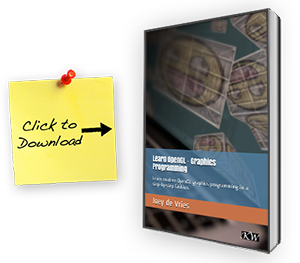 Click to
Download
Learn OpenGL - Graphics
Programming
Learn modern OpenGL graphics programming in a
step-by-step fashion.
Joey de Vries
KW